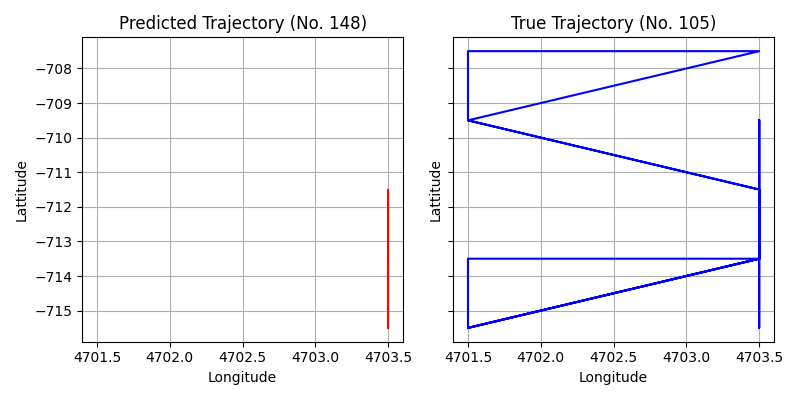 Predicted Trajectory (No. 148)
−708
−709
−710
−711
−712
−713
−714
−715
Lattitude
4701.5 4702.0 4702.5 4703.0 4703.5
Longitude
True Trajectory (No. 105)
Lattitude
4701.5 4702.0 4702.5 4703.0 4703.5
Longitude